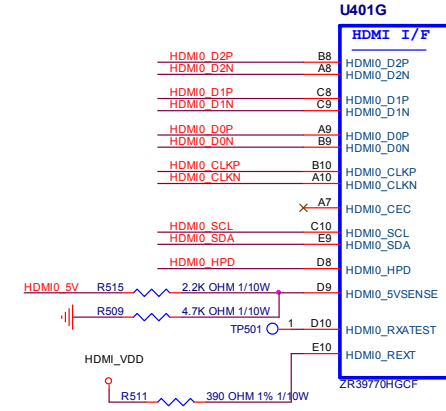 U401G
HDMI I/F
HDMI0_D2P B8 HDMI0_D2P
HDMI0_D2N A8 HDMI0_D2N
HDMI0_D1P C8 HDMI0_D1P
HDMI0_D1N C9 HDMI0_D1N
HDMI0_D0P A9 HDMI0_D0P
HDMI0_D0N B9 HDMI0_D0N
HDMI0_CLKP B10 HDMI0_CLKP
HDMI0_CLKN A10 HDMI0_CLKN
A7 HDMI0_CEC
HDMI0_SCL C10 HDMI0_SCL
HDMI0_SDA E9 HDMI0_SDA
HDMI0_HPD D8 HDMI0_HPD
HDMI0_5V R515 2.2K OHM 1/10W D9 HDMI0_5VSENSE
R509 4.7K OHM 1/10W
TP501 1 D10 HDMI0_RXATEST
E10 HDMI0_REXT
HDMI_VDD
ZR39770HGCF
R511 390 OHM 1% 1/10W